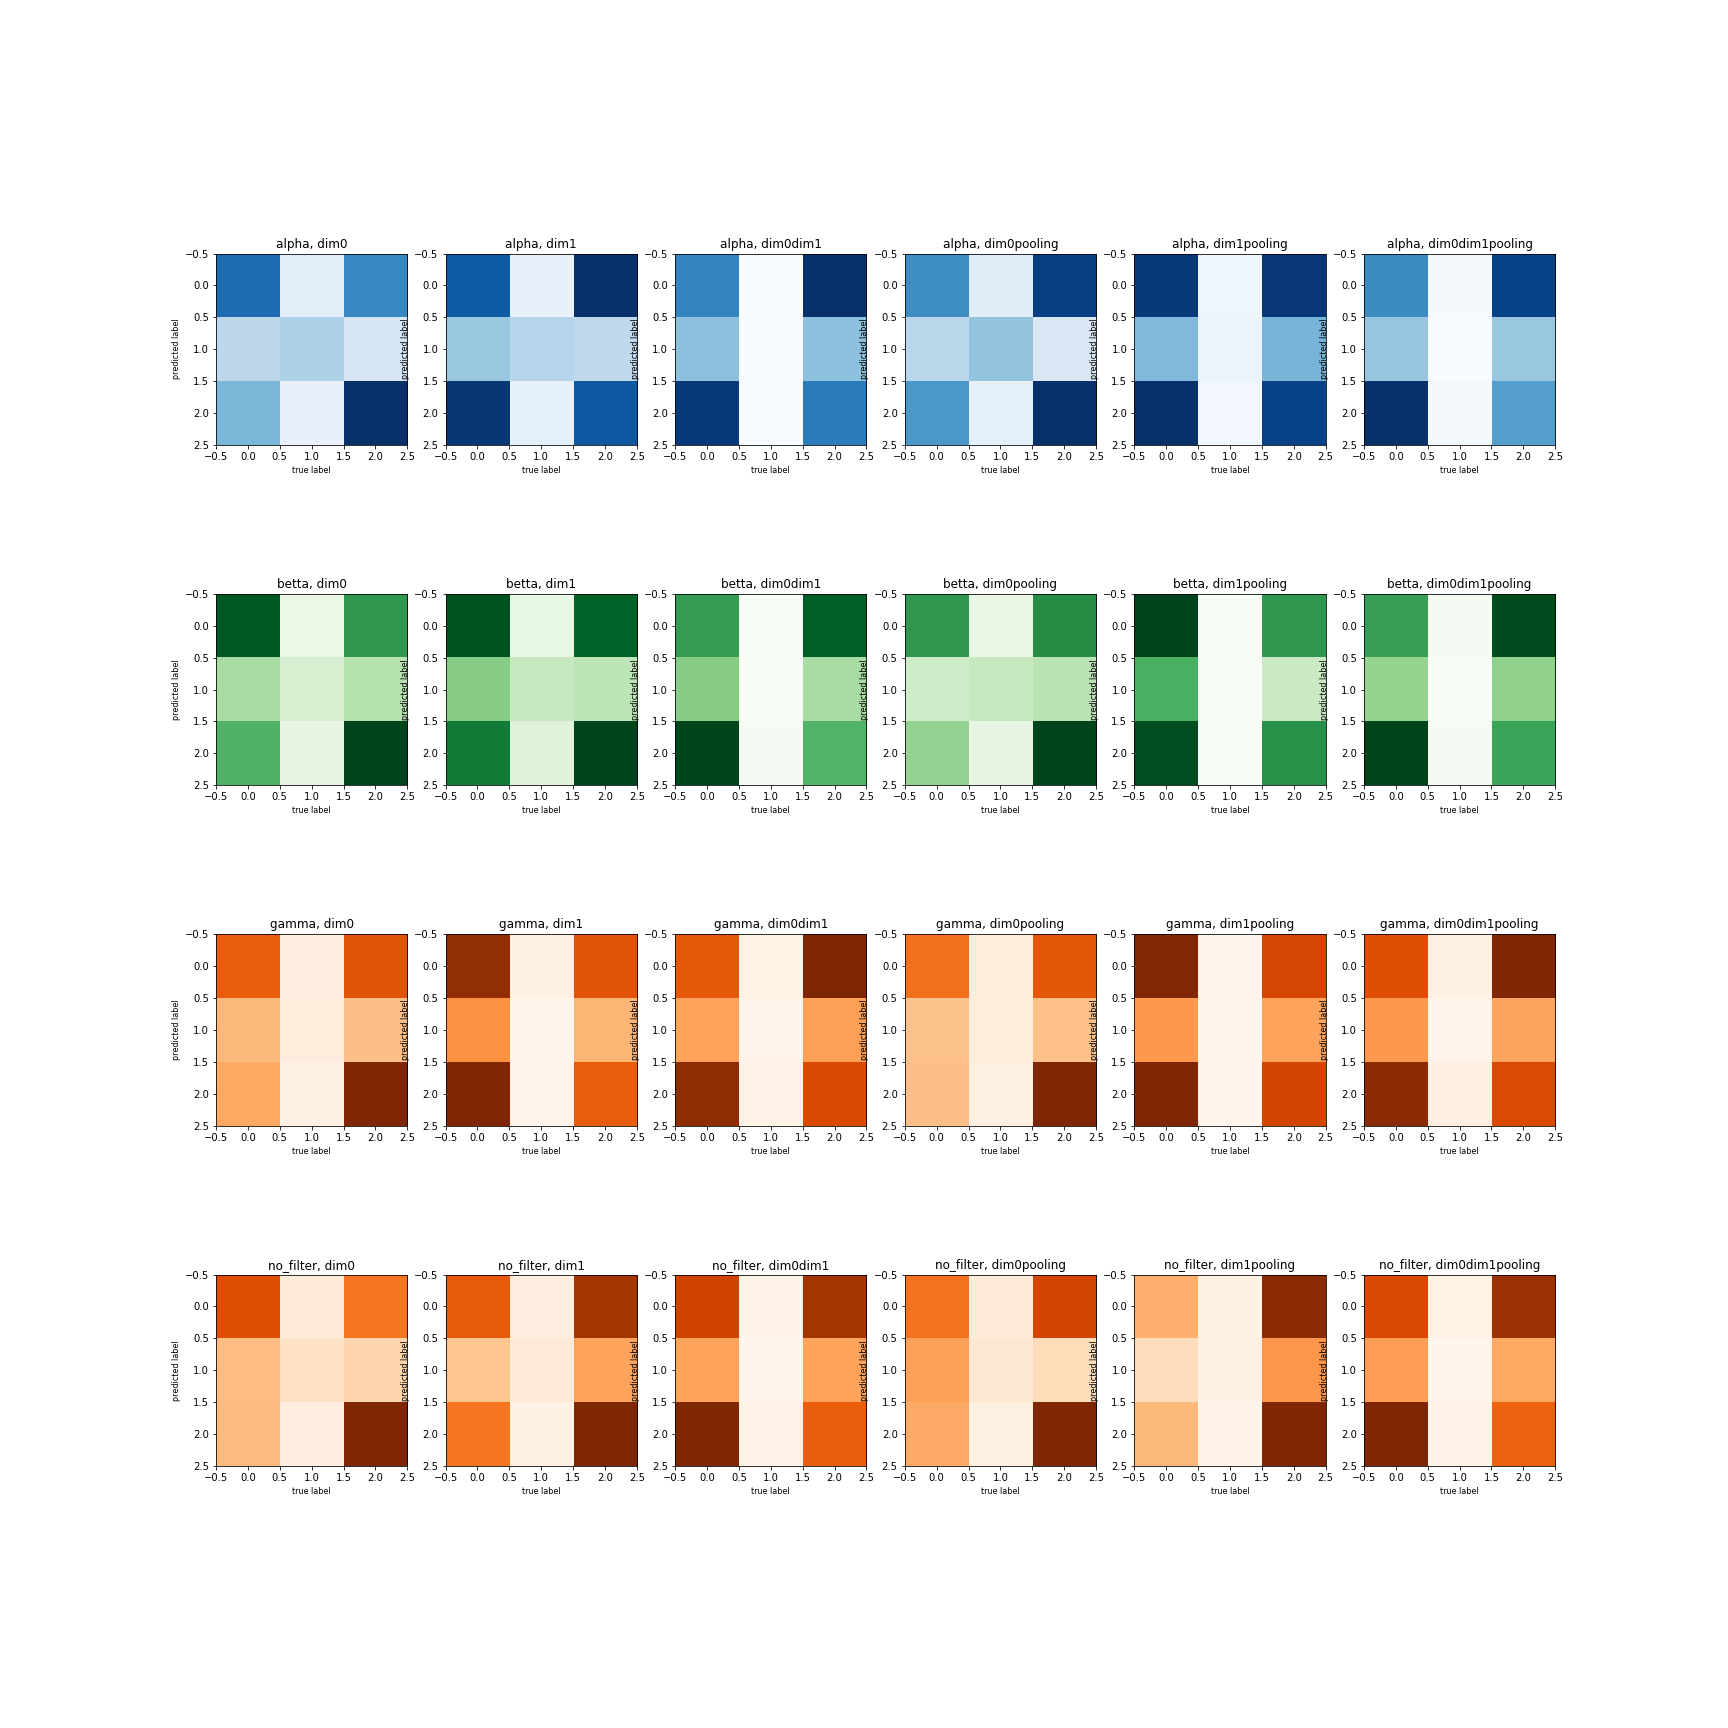 alpha, dim0 alpha, dim1 alpha, dim0dim1 alpha, dim0pooling alpha, dim1pooling alpha, dim0dim1pooling
−0.5 −0.5 −0.5 −0.5 −0.5 −0.5
0.0 0.0 0.0 0.0 0.0 0.0
0.5 0.5 0.5 0.5 0.5 0.5
predicted label predicted label predicted label predicted label predicted label predicted label
1.0 1.0 1.0 1.0 1.0 1.0
1.5 1.5 1.5 1.5 1.5 1.5
2.0 2.0 2.0 2.0 2.0 2.0
2.5 2.5 2.5 2.5 2.5 2.5
−0.5 0.0 0.5 1.0 1.5 2.0 2.5 −0.5 0.0 0.5 1.0 1.5 2.0 2.5 −0.5 0.0 0.5 1.0 1.5 2.0 2.5 −0.5 0.0 0.5 1.0 1.5 2.0 2.5 −0.5 0.0 0.5 1.0 1.5 2.0 2.5 −0.5 0.0 0.5 1.0 1.5 2.0 2.5
true label true label true label true label true label true label
betta, dim0 betta, dim1 betta, dim0dim1 betta, dim0pooling betta, dim1pooling betta, dim0dim1pooling
−0.5 −0.5 −0.5 −0.5 −0.5 −0.5
0.0 0.0 0.0 0.0 0.0 0.0
0.5 0.5 0.5 0.5 0.5 0.5
predicted label predicted label predicted label predicted label predicted label predicted label
1.0 1.0 1.0 1.0 1.0 1.0
1.5 1.5 1.5 1.5 1.5 1.5
2.0 2.0 2.0 2.0 2.0 2.0
2.5 2.5 2.5 2.5 2.5 2.5
−0.5 0.0 0.5 1.0 1.5 2.0 2.5 −0.5 0.0 0.5 1.0 1.5 2.0 2.5 −0.5 0.0 0.5 1.0 1.5 2.0 2.5 −0.5 0.0 0.5 1.0 1.5 2.0 2.5 −0.5 0.0 0.5 1.0 1.5 2.0 2.5 −0.5 0.0 0.5 1.0 1.5 2.0 2.5
true label true label true label true label true label true label
gamma, dim0 gamma, dim1 gamma, dim0dim1 gamma, dim0pooling gamma, dim1pooling gamma, dim0dim1pooling
−0.5 −0.5 −0.5 −0.5 −0.5 −0.5
0.0 0.0 0.0 0.0 0.0 0.0
0.5 0.5 0.5 0.5 0.5 0.5
predicted label predicted label predicted label predicted label predicted label predicted label
1.0 1.0 1.0 1.0 1.0 1.0
1.5 1.5 1.5 1.5 1.5 1.5
2.0 2.0 2.0 2.0 2.0 2.0
2.5 2.5 2.5 2.5 2.5 2.5
−0.5 0.0 0.5 1.0 1.5 2.0 2.5 −0.5 0.0 0.5 1.0 1.5 2.0 2.5 −0.5 0.0 0.5 1.0 1.5 2.0 2.5 −0.5 0.0 0.5 1.0 1.5 2.0 2.5 −0.5 0.0 0.5 1.0 1.5 2.0 2.5 −0.5 0.0 0.5 1.0 1.5 2.0 2.5
true label true label true label true label true label true label
no_filter, dim0 no_filter, dim1 no_filter, dim0dim1 no_filter, dim0pooling no_filter, dim1pooling no_filter, dim0dim1pooling
−0.5 −0.5 −0.5 −0.5 −0.5 −0.5
0.0 0.0 0.0 0.0 0.0 0.0
0.5 0.5 0.5 0.5 0.5 0.5
predicted label predicted label predicted label predicted label predicted label predicted label
1.0 1.0 1.0 1.0 1.0 1.0
1.5 1.5 1.5 1.5 1.5 1.5
2.0 2.0 2.0 2.0 2.0 2.0
2.5 2.5 2.5 2.5 2.5 2.5
−0.5 0.0 0.5 1.0 1.5 2.0 2.5 −0.5 0.0 0.5 1.0 1.5 2.0 2.5 −0.5 0.0 0.5 1.0 1.5 2.0 2.5 −0.5 0.0 0.5 1.0 1.5 2.0 2.5 −0.5 0.0 0.5 1.0 1.5 2.0 2.5 −0.5 0.0 0.5 1.0 1.5 2.0 2.5
true label true label true label true label true label true label